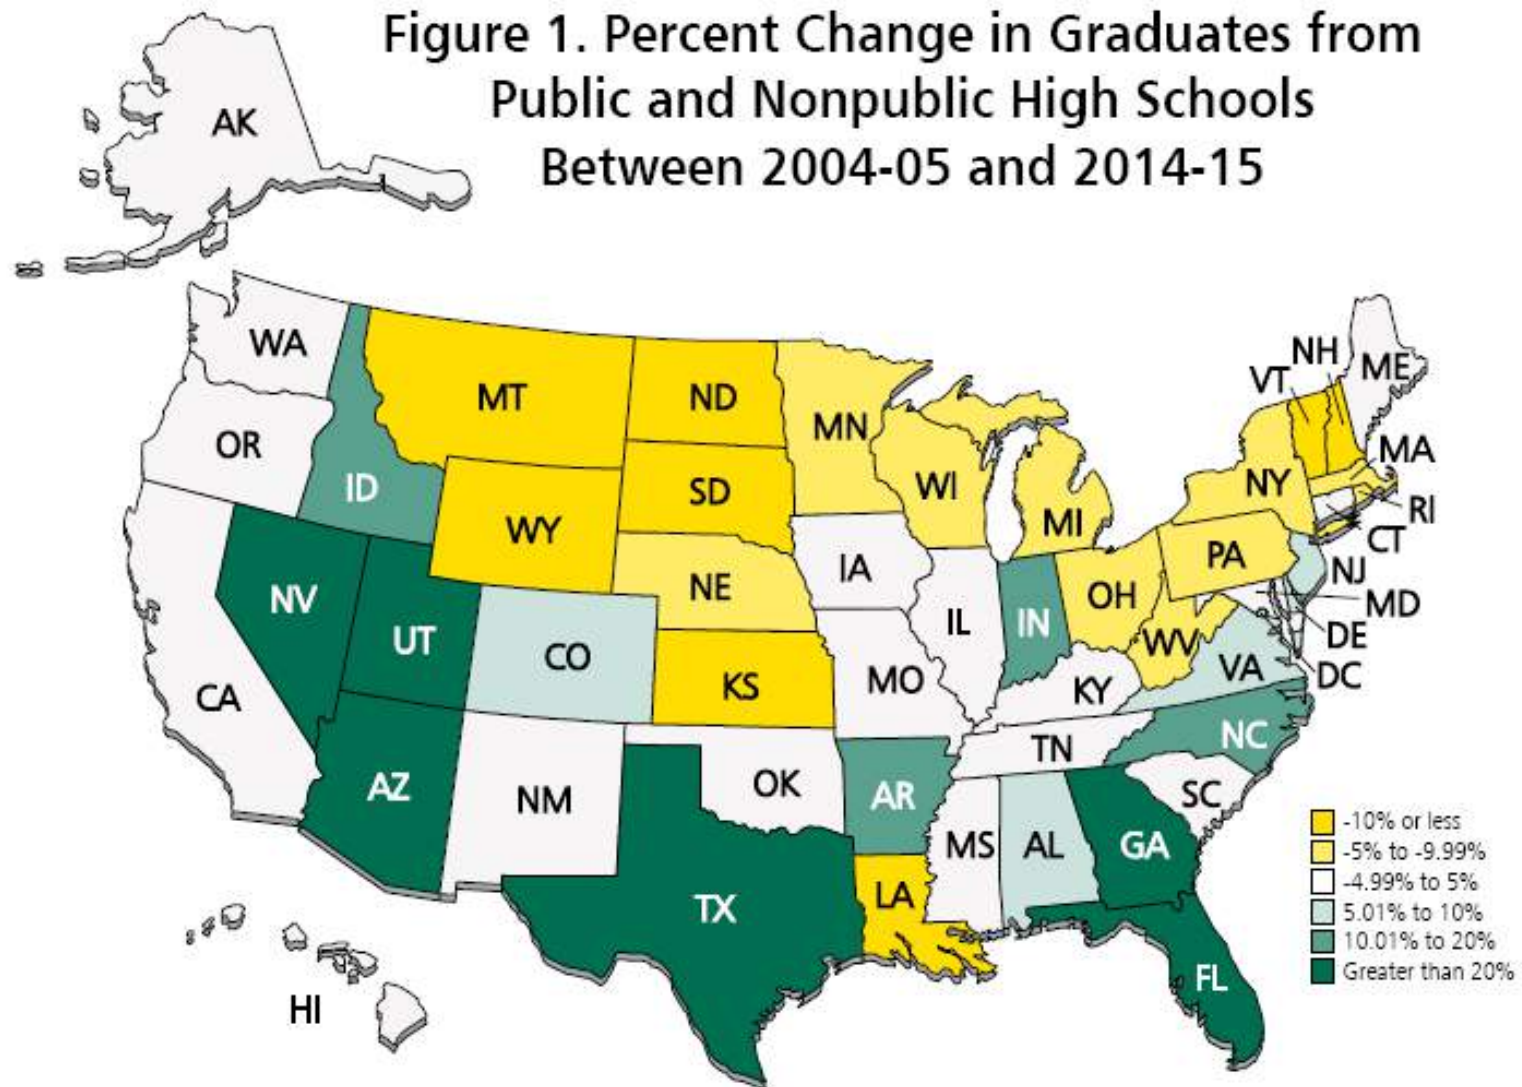 Figure 1. Percent Change in Graduates from
Public and Nonpublic High Schools
Between 2004-05 and 2014-15
AK
WA
MT
ND
MN
NH
VT
ME
OR
ID
SD
WI
MI
NY
MA
RI
WY
CT
NV
NE
IA
PA
NJ
UT
CO
IL
IN
OH
MD
WV
DE
CA
KS
MO
KY
VA
DC
AZ
NM
OK
AR
TN
NC
SC
TX
LA
MS
AL
GA
FL
HI
-10% or less
-5% to -9.99%
-4.99% to 5%
5.01% to 10%
10.01% to 20%
Greater than 20%